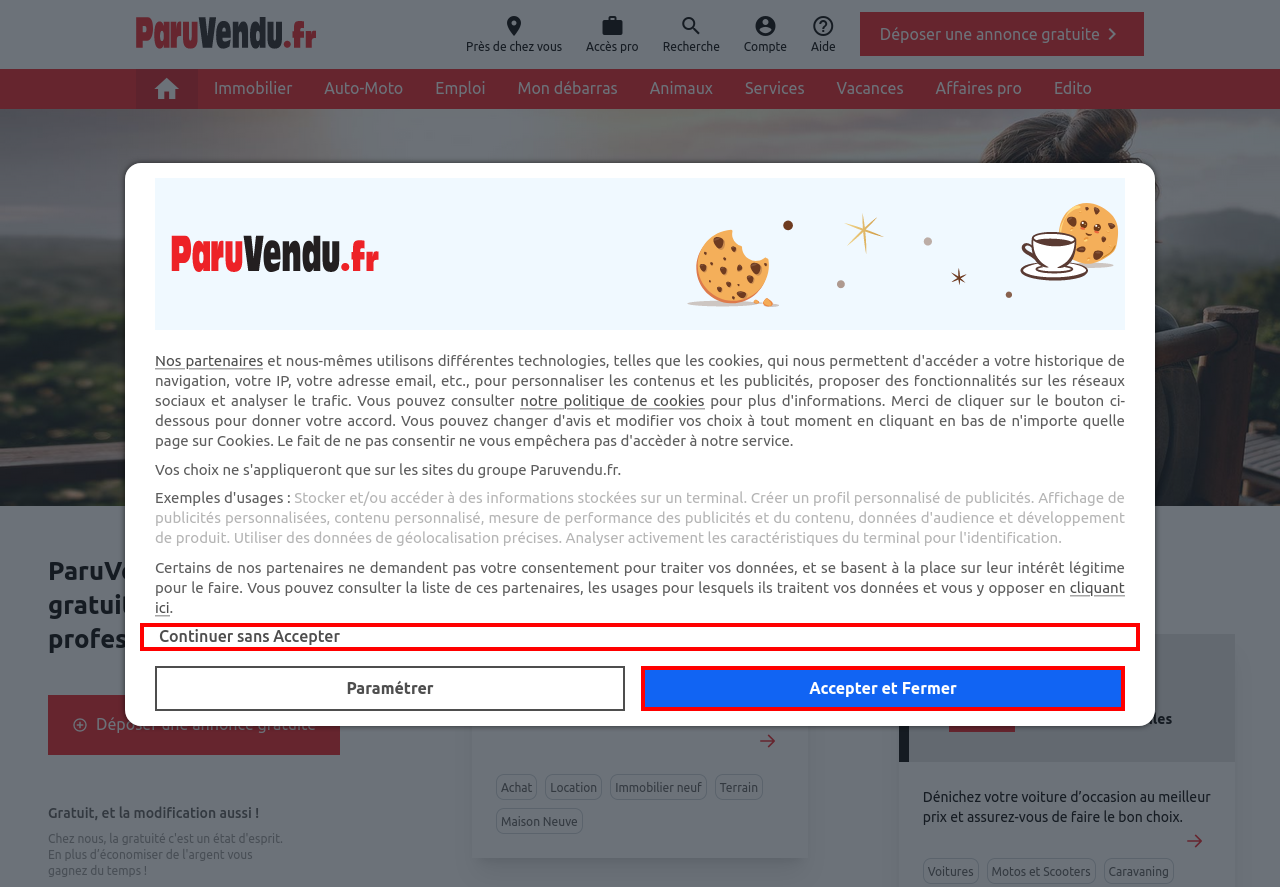 ParuVendu.fr
Près de chez vous
Accès pro
Recherche
Compte
Aide
Déposer une annonce gratuite
Immobilier
Auto-Moto
Emploi
Mon débarras
Animaux
Services
Vacances
Affaires pro
Edito
ParuVendu.fr
Nos partenaires et nous-mêmes utilisons différentes technologies, telles que les cookies, qui nous permettent d'accéder a votre historique de
navigation, votre IP, votre adresse email, etc., pour personnaliser les contenus et les publicités, proposer des fonctionnalités sur les réseaux
sociaux et analyser le trafic. Vous pouvez consulter notre politique de cookies pour plus d'informations. Merci de cliquer sur le bouton ci-
dessous pour donner votre accord. Vous pouvez changer d'avis et modifier vos choix à tout moment en cliquant en bas de n'importe quelle
page sur Cookies. Le fait de ne pas consentir ne vous empêchera pas d'accèder à notre service.
Vos choix ne s'appliqueront que sur les sites du groupe Paruvendu.fr.
Exemples d'usages : Stocker et/ou accéder à des informations stockées sur un terminal. Créer un profil personnalisé de publicités. Affichage de
publicités personnalisées, contenu personnalisé, mesure de performance des publicités et du contenu, données d'audience et développement
de produit. Utiliser des données de géolocalisation précises. Analyser activement les caractéristiques du terminal pour l'identification.
Certains de nos partenaires ne demandent pas votre consentement pour traiter vos données, et se basent à la place sur leur intérêt légitime
pour le faire. Vous pouvez consulter la liste de ces partenaires, les usages pour lesquels ils traitent vos données et vous y opposer en cliquant
ici.
Continuer sans Accepter
Paramétrer
Accepter et Fermer
gratuit
profes
Déposer une annonce gratuite
Gratuit, et la modification aussi !
Chez nous, la gratuité c'est un état d'esprit.
En plus d'économiser de l'argent vous
gagnez du temps !
Achat
Location
Immobilier neuf
Terrain
Maison Neuve
Dénichez votre voiture d’occasion au meilleur
prix et assurez-vous de faire le bon choix.
Voitures
Motos et Scooters
Caravaning